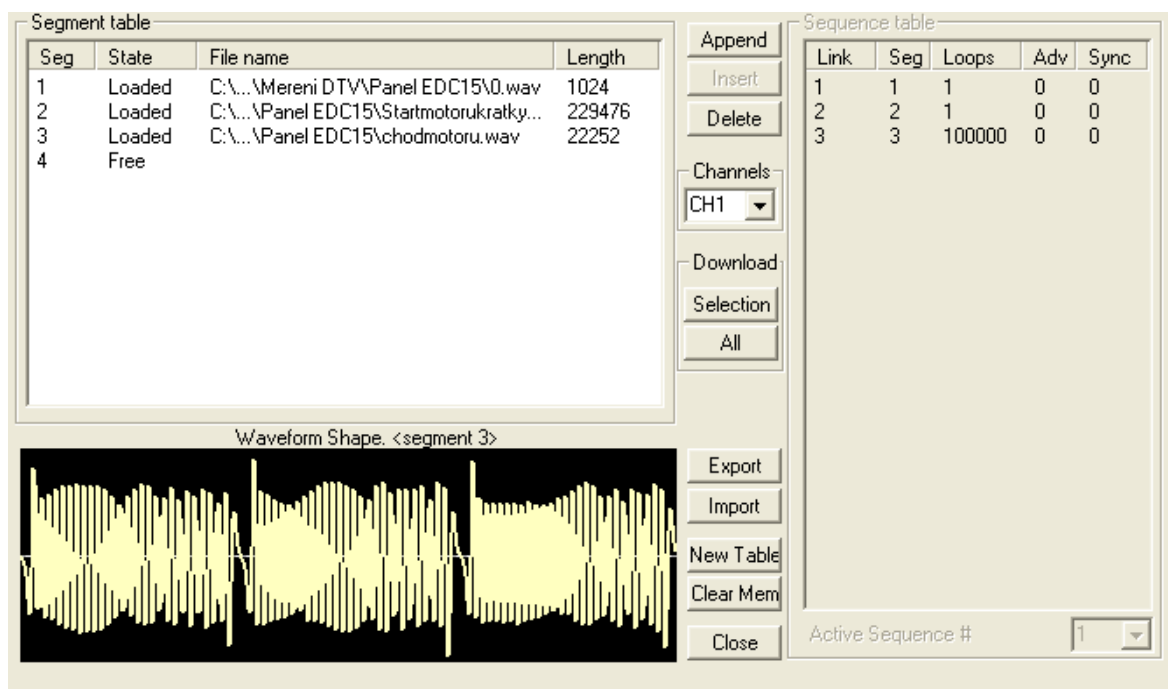 Segment table
Seg State File name Length
1 Loaded C:\...\Mereni DTV\Panel EDC15\0.wav 1024
2 Loaded C:\...\Panel EDC15\Startmotorukratky... 229476
3 Loaded C:\...\Panel EDC15\chodmotoru.wav 22252
4 Free
Append
Insert
Delete
Channels
CH1
Download
Selection
All
Sequence table
Link Seg Loops Adv Sync
1 1 1 0 0
2 2 1 0 0
3 3 100000 0 0
Waveform Shape. <segment 3>
Export
Import
New Table
Clear Mem
Close
Active Sequence # 1